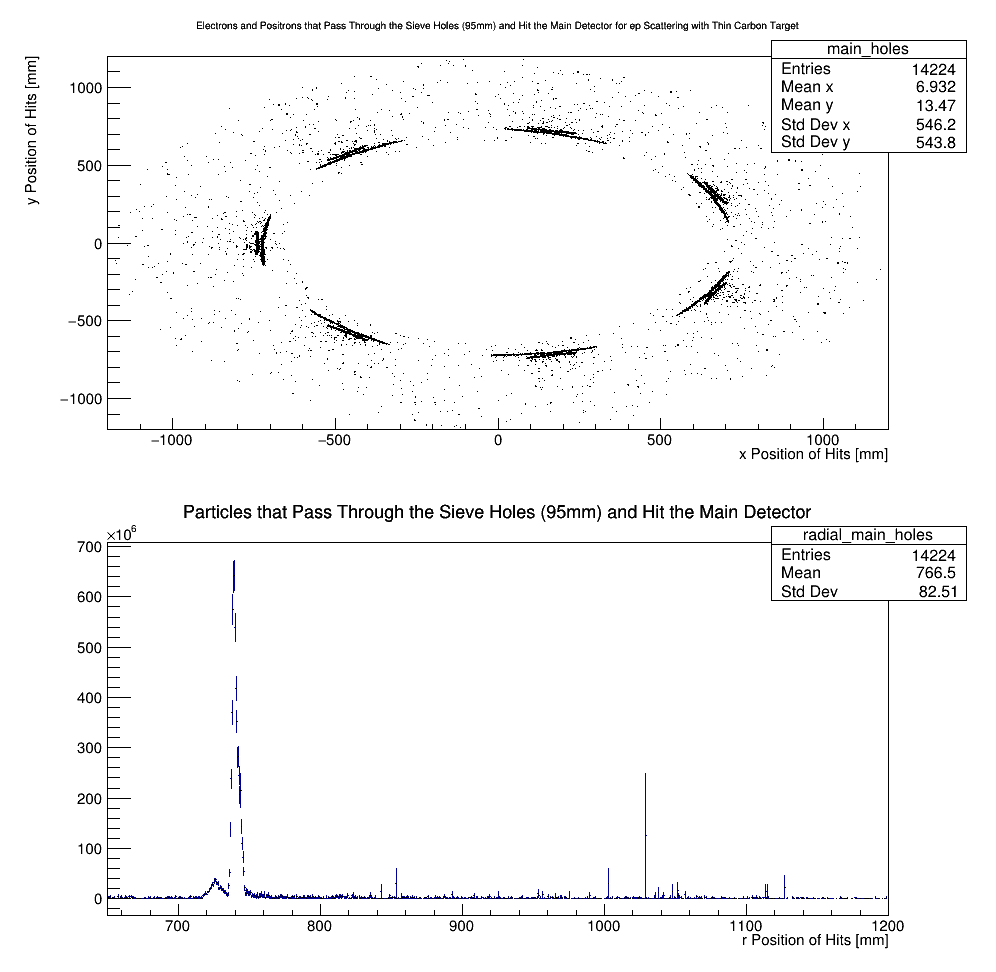 Electrons and Positrons that Pass Through the Sieve Holes (95mm) and Hit the Main Detector for ep Scattering with Thin Carbon Target
main_holes
Entries 14224
Mean x 6.932
Mean y 13.47
Std Dev x 546.2
Std Dev y 543.8
y Position of Hits [mm]
1000
500
0
−500
−1000
−1000 −500 0 500 1000
x Position of Hits [mm]
Particles that Pass Through the Sieve Holes (95mm) and Hit the Main Detector
radial_main_holes
Entries 14224
Mean 766.5
Std Dev 82.51
×10⁶
700
600
500
400
300
200
100
0
700 800 900 1000 1100 1200
r Position of Hits [mm]